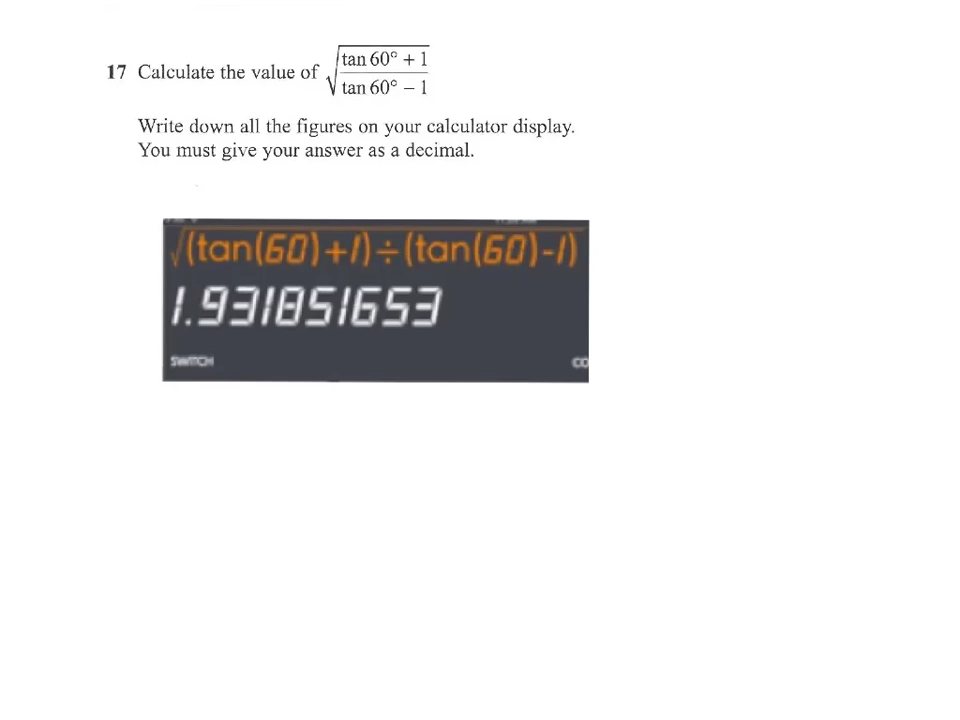 17 Calculate the value of √((tan 60° + 1)/(tan 60° − 1))
Write down all the figures on your calculator display.
You must give your answer as a decimal.
√(tan(60)+1)÷(tan(60)-1)
1.931851653
SWITCH
CO